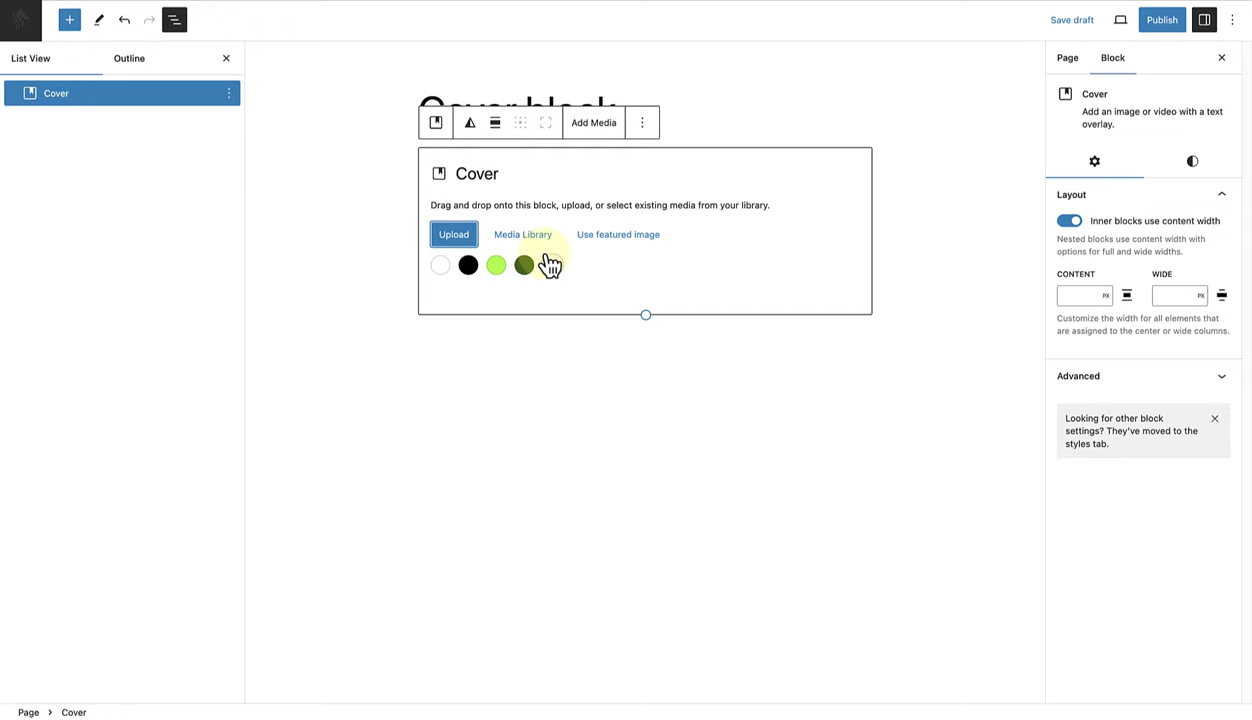 Save draft
Publish
List View
Outline
Page
Block
Cover
Cover
Add an image or video with a text
overlay.
Cover block
Add Media
Cover
Drag and drop onto this block, upload, or select existing media from your library.
Upload
Media Library
Use featured image
Layout
Inner blocks use content width
Nested blocks use content width with
options for full and wide widths.
CONTENT
WIDE
PX
PX
Customize the width for all elements that
are assigned to the center or wide columns.
Advanced
Looking for other block
settings? They've moved to the
styles tab.
Page
Cover